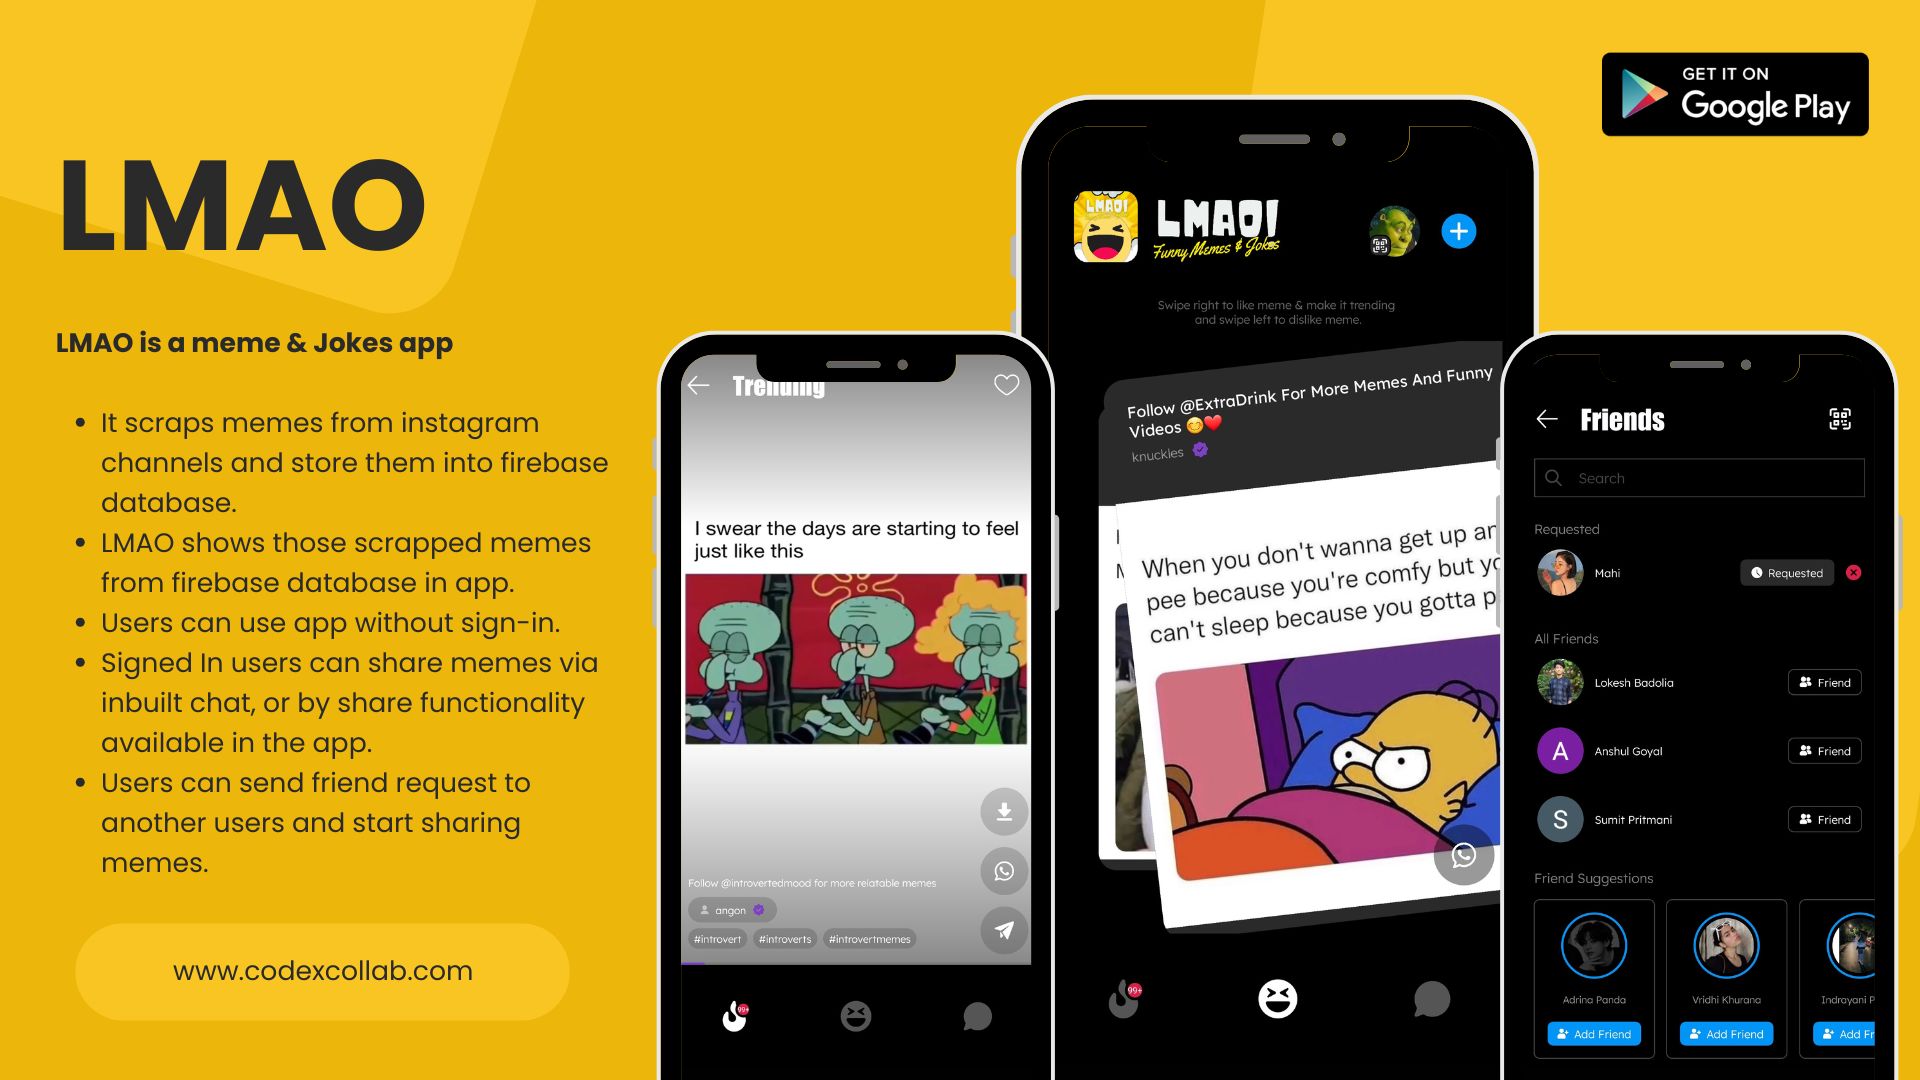 LMAO
LMAO is a meme & Jokes app
It scraps memes from instagram
channels and store them into firebase
database.
LMAO shows those scrapped memes
from firebase database in app.
Users can use app without sign-in.
Signed In users can share memes via
inbuilt chat, or by share functionality
available in the app.
Users can send friend request to
another users and start sharing
memes.
www.codexcollab.com
GET IT ON
Google Play
Trending
I swear the days are starting to feel
just like this
Follow @introvertedmood for more relatable memes
angon
#introvert #introverts #introvertmemes
99+
LMAO!
LMAO!
Funny Memes & Jokes
Swipe right to like meme & make it trending
and swipe left to dislike meme.
Follow @ExtraDrink For More Memes And Funny
Videos 😊❤️
knuckles
When you don't wanna get up an
pee because you're comfy but yo
can't sleep because you gotta p
99+
Friends
Search
Requested
Mahi
Requested
All Friends
Lokesh Badolia
Friend
A
Anshul Goyal
Friend
S
Sumit Pritmani
Friend
Friend Suggestions
Adrina Panda
Vridhi Khurana
Indrayani P
Add Friend
Add Friend
Add Fr